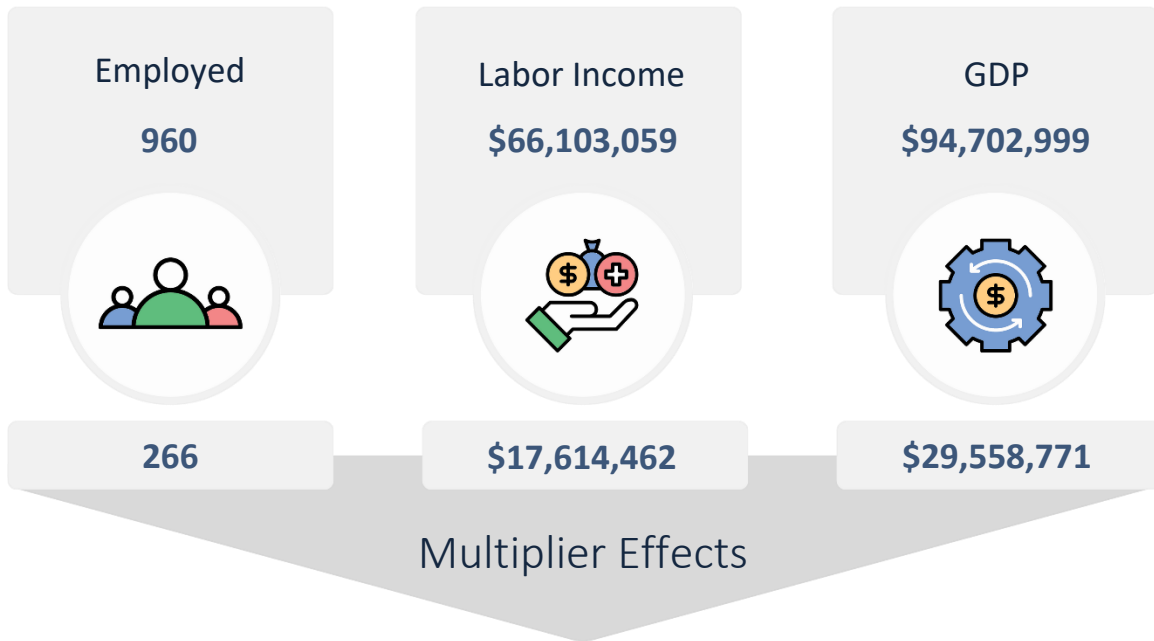 Employed
960
Labor Income
$66,103,059
GDP
$94,702,999
$
$
266
$17,614,462
$29,558,771
Multiplier Effects